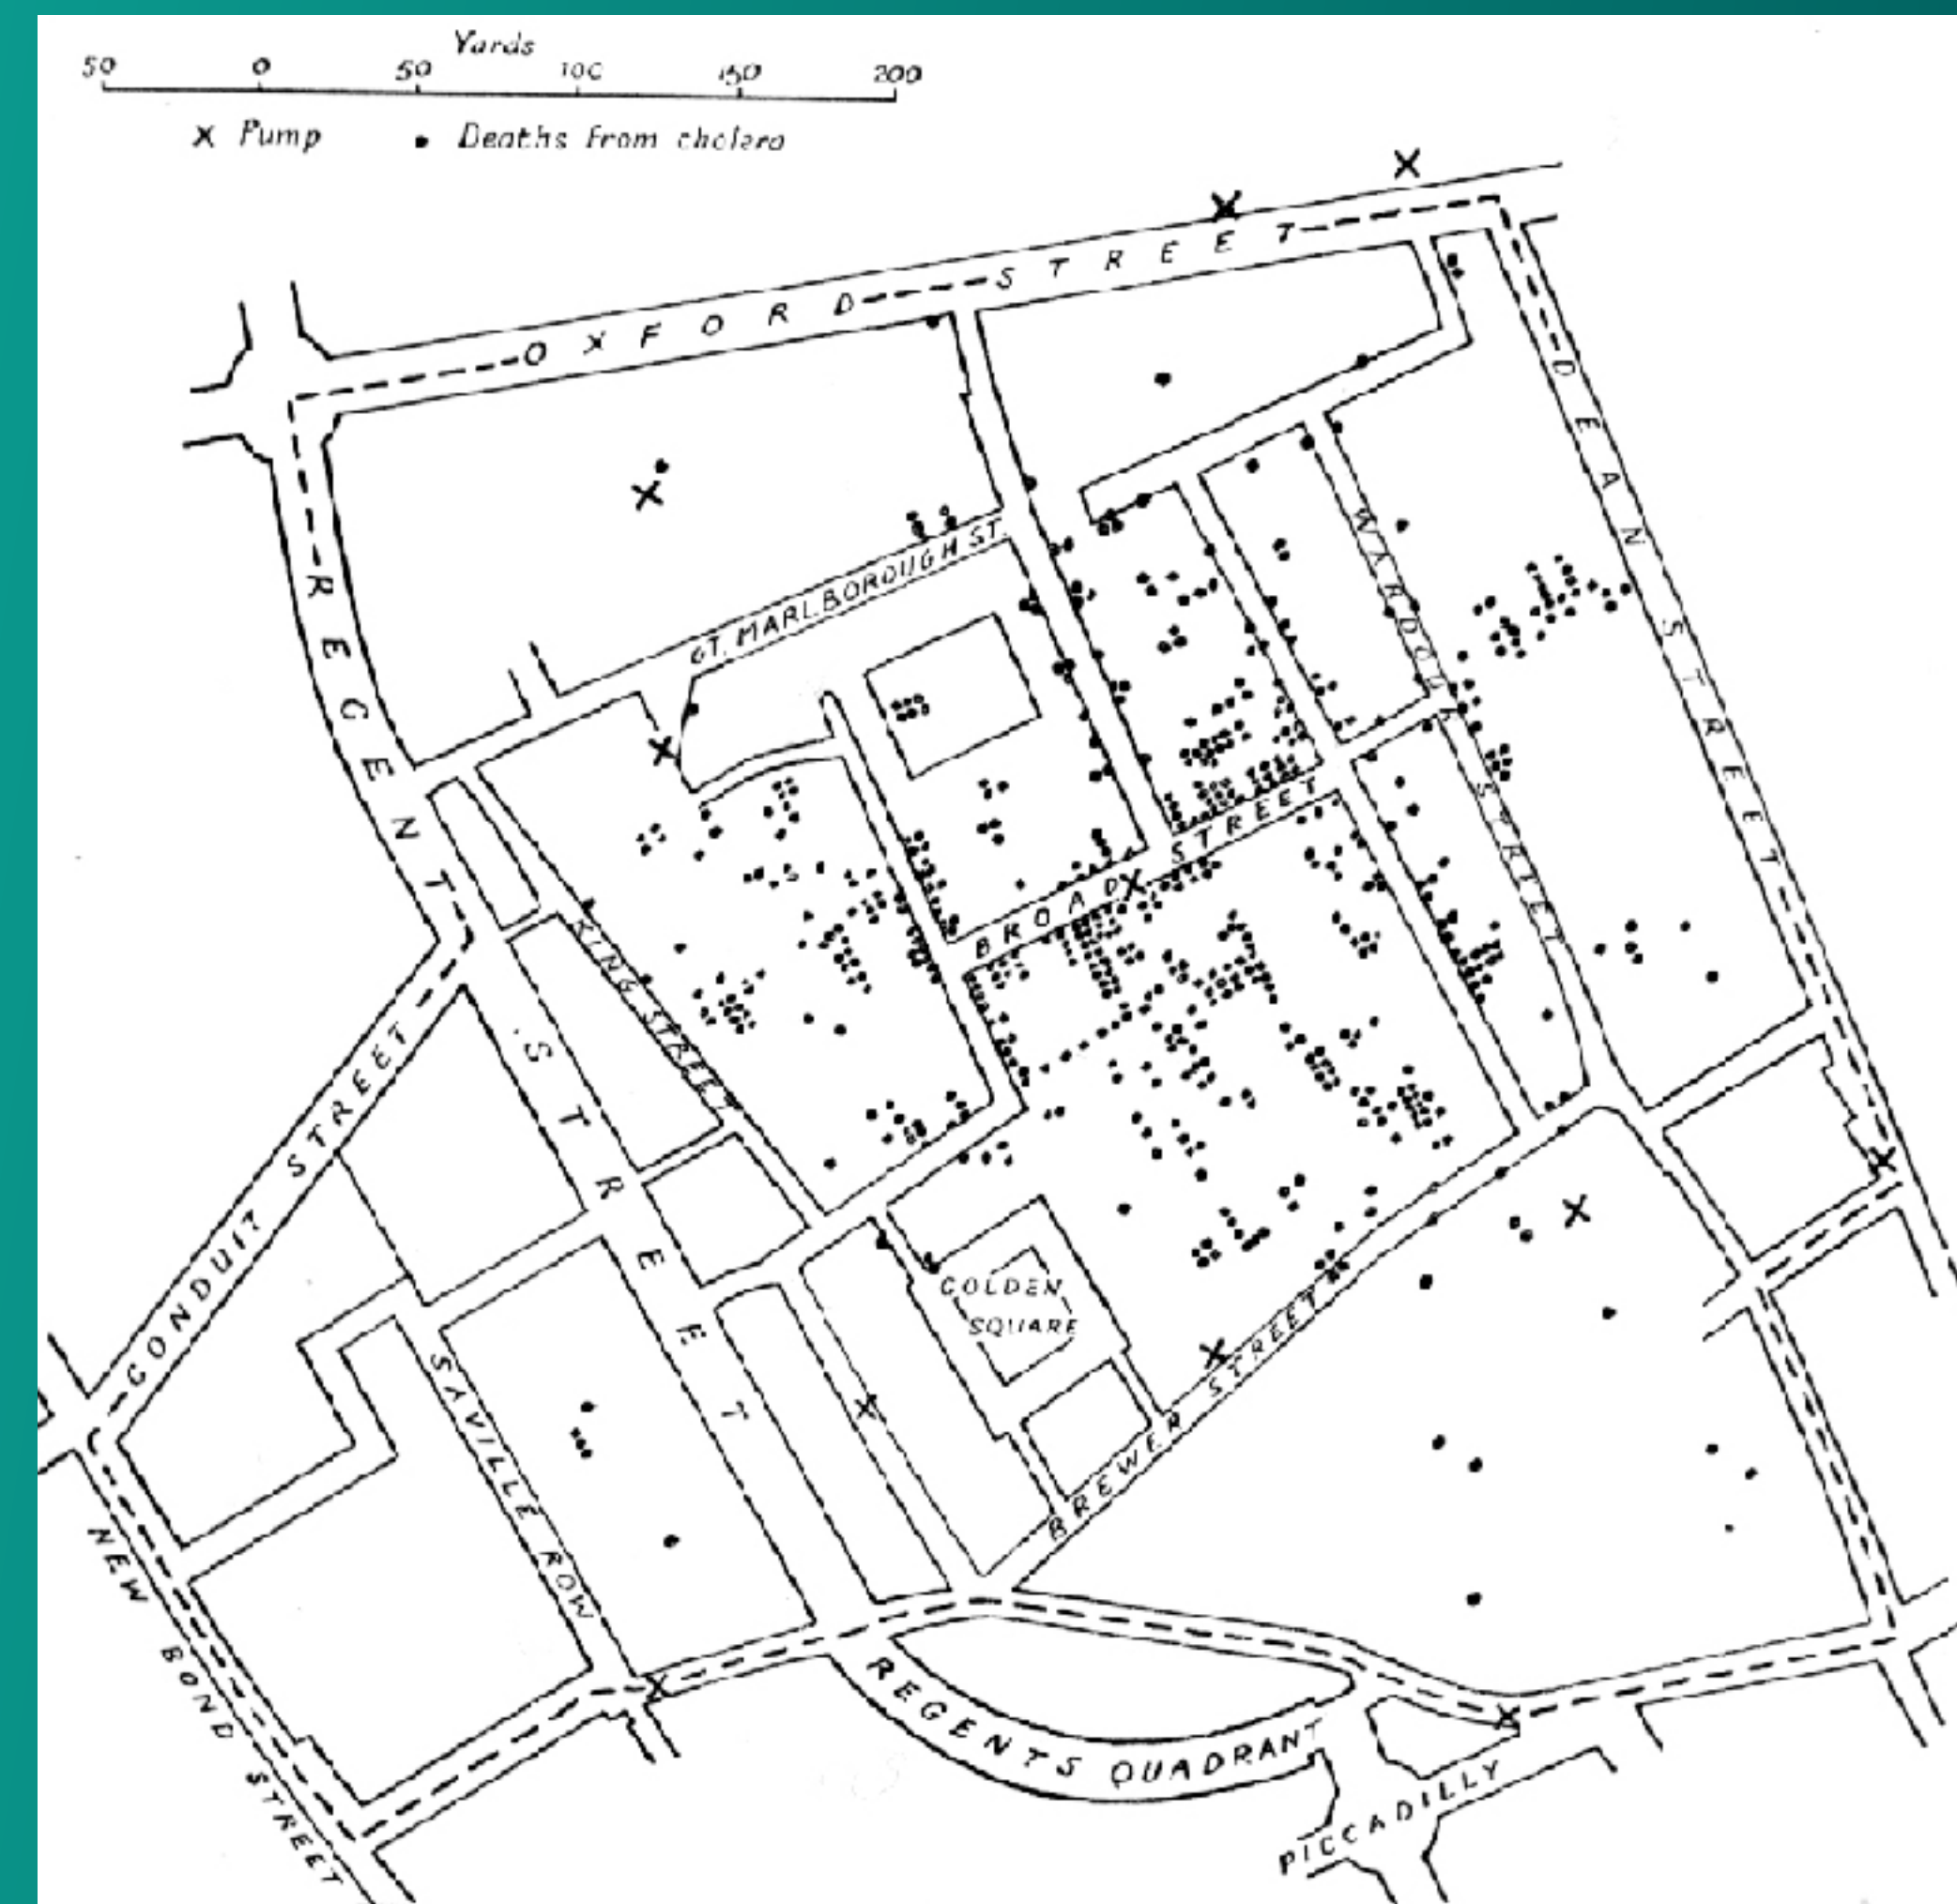 Yards
50 0 50 100 150 200
X Pump • Deaths from cholera
OXFORD STREET
REGENT STREET
DEAN STREET
WARDOUR STREET
GT. MARLBOROUGH ST.
BROAD STREET
KING STREET
CONDUIT STREET
GOLDEN
SQUARE
BREWER STREET
SAVILLE ROW
NEW BOND STREET
REGENTS QUADRANT
PICCADILLY